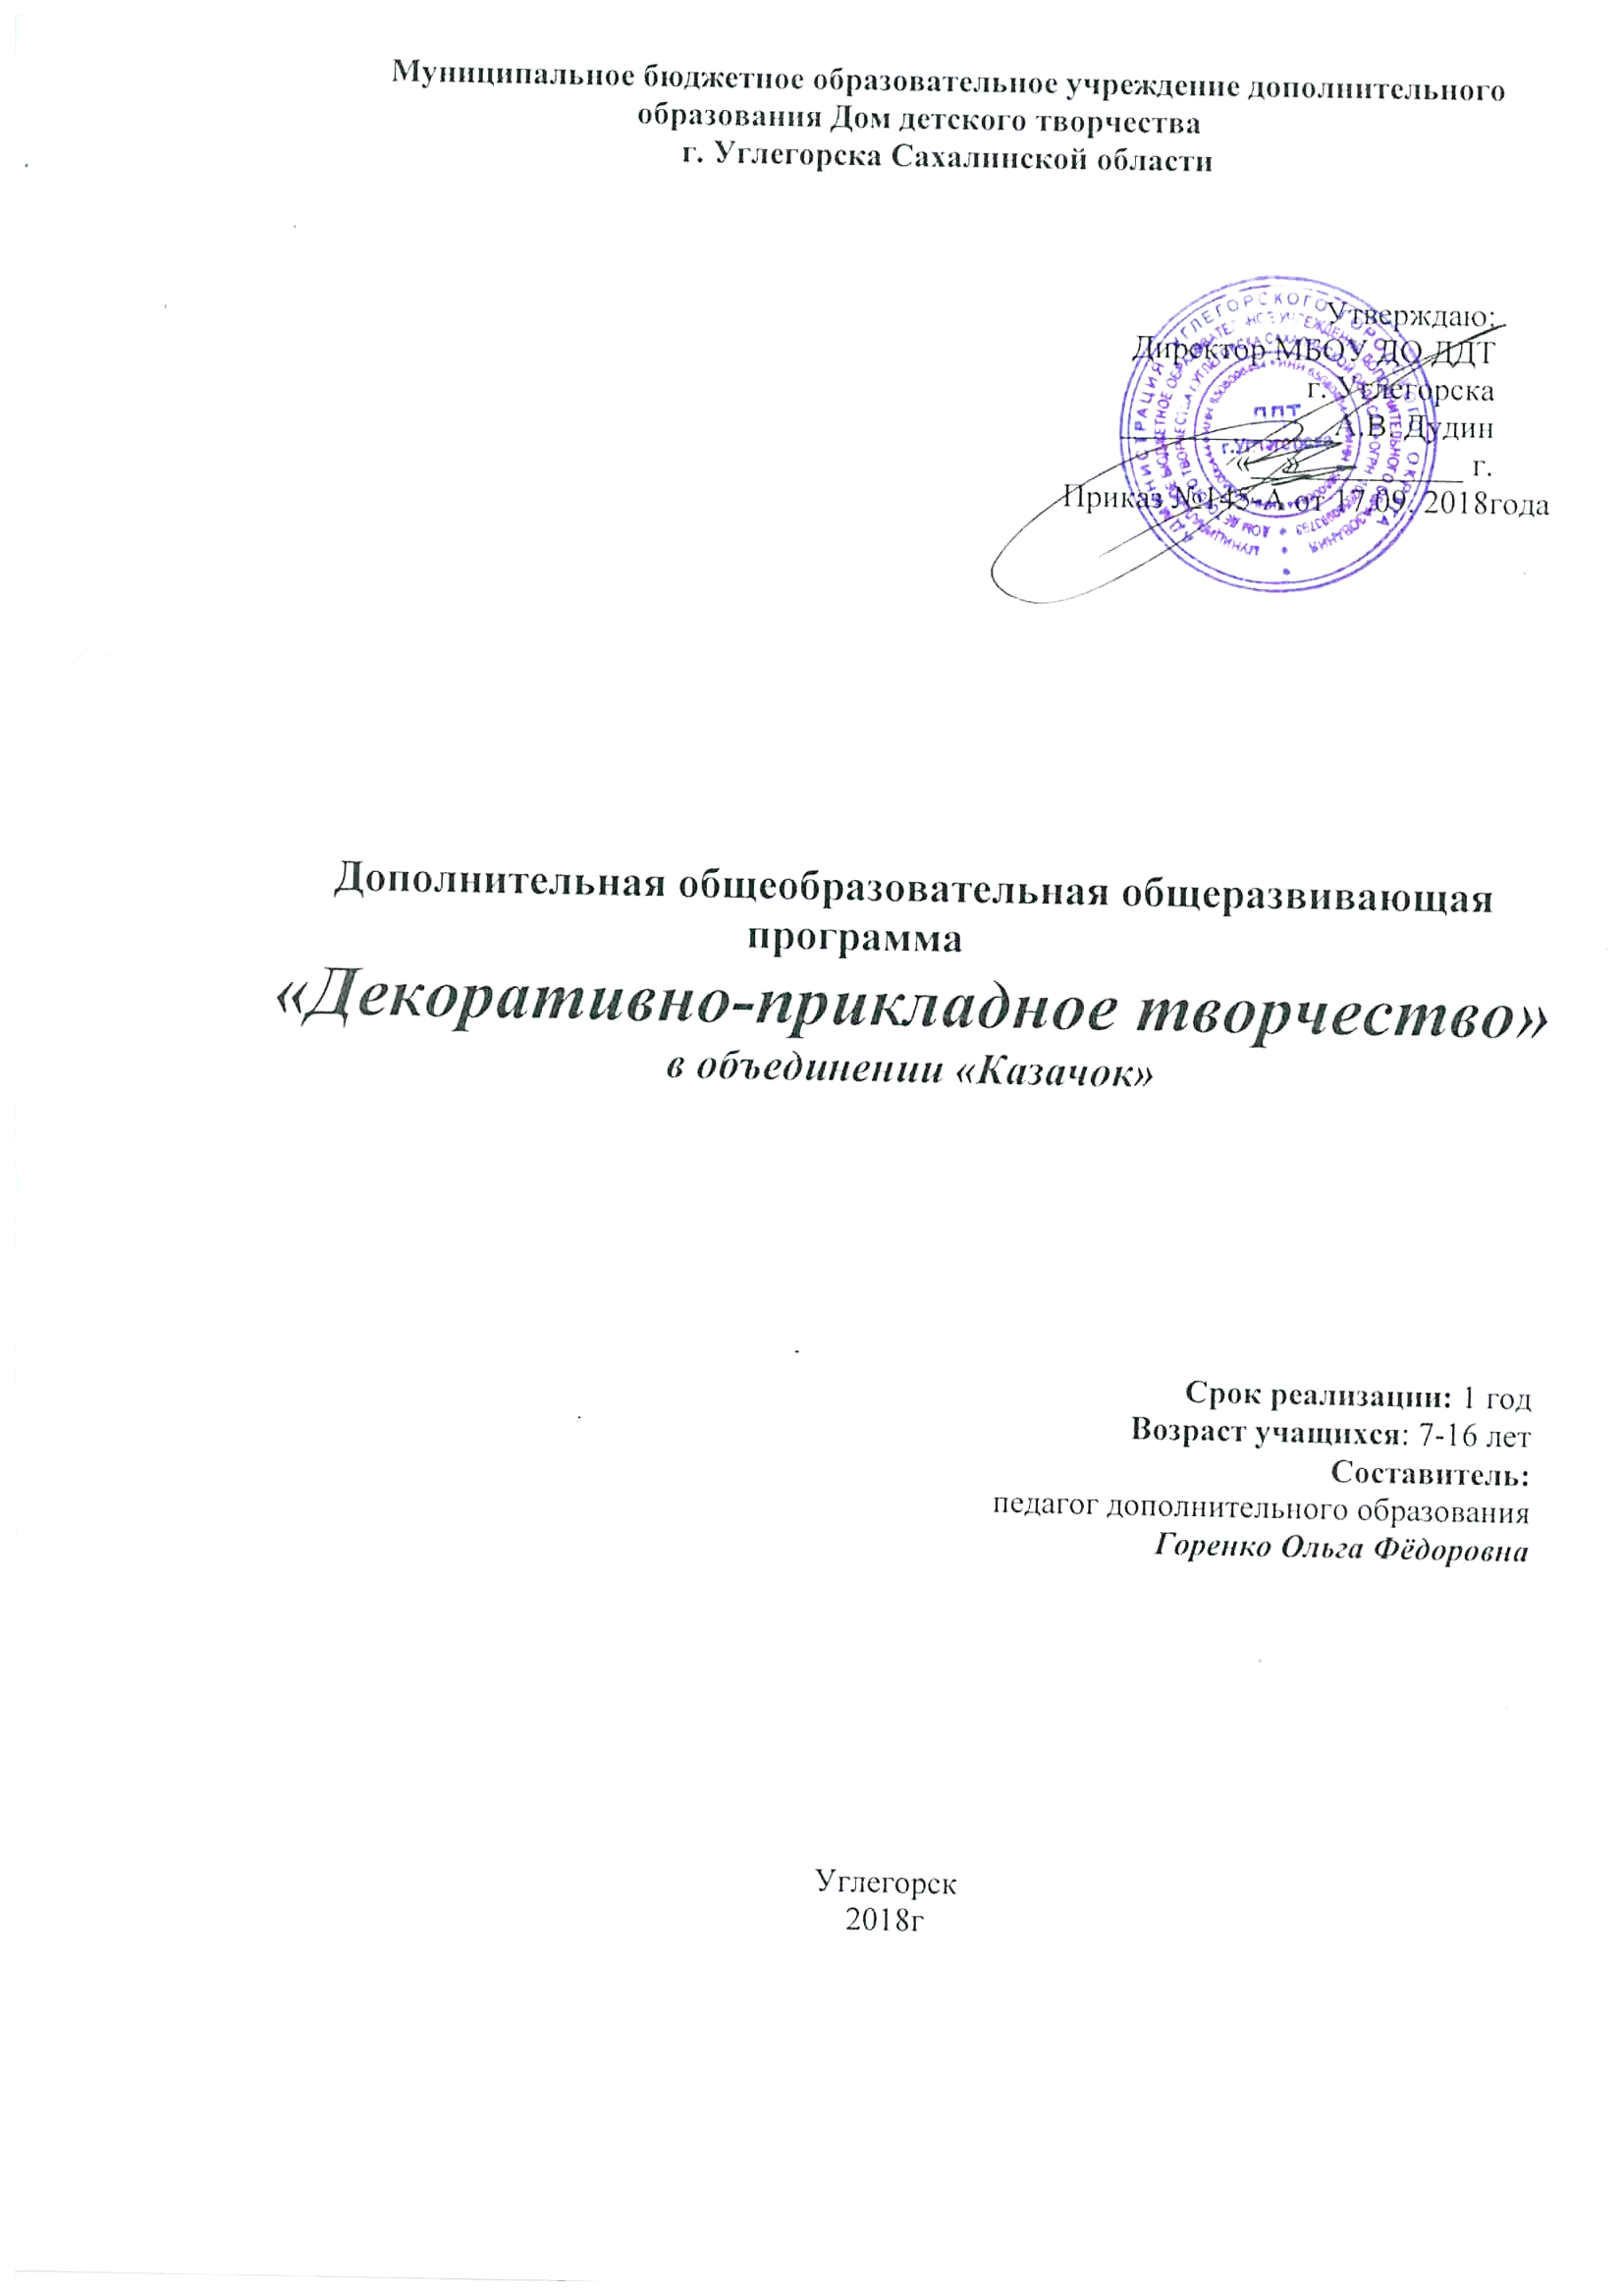 Муниципальное бюджетное образовательное учреждение дополнительного
образования Дом детского творчества
г. Углегорска Сахалинской области
Утверждаю:
Директор МБОУ ДО ДДТ
г. Углегорска
А.В. Дудин
«___»____________ г.
Приказ №145-А от 17.09. 2018года
Дополнительная общеобразовательная общеразвивающая
программа
«Декоративно-прикладное творчество»
в объединении «Казачок»
Срок реализации: 1 год
Возраст учащихся: 7-16 лет
Составитель:
педагог дополнительного образования
Горенко Ольга Фёдоровна
Углегорск
2018г